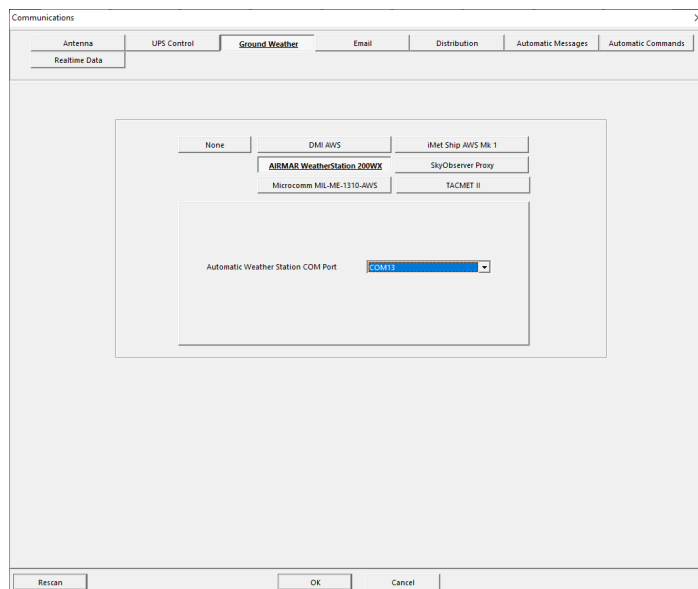 Communications
Antenna UPS Control Ground Weather Email Distribution Automatic Messages Automatic Commands
Realtime Data
None DMI AWS iMet Ship AWS Mk 1
AIRMAR WeatherStation 200WX SkyObserver Proxy
Microcomm MIL-ME-1310-AWS TACMET II
Automatic Weather Station COM Port COM13
Rescan OK Cancel